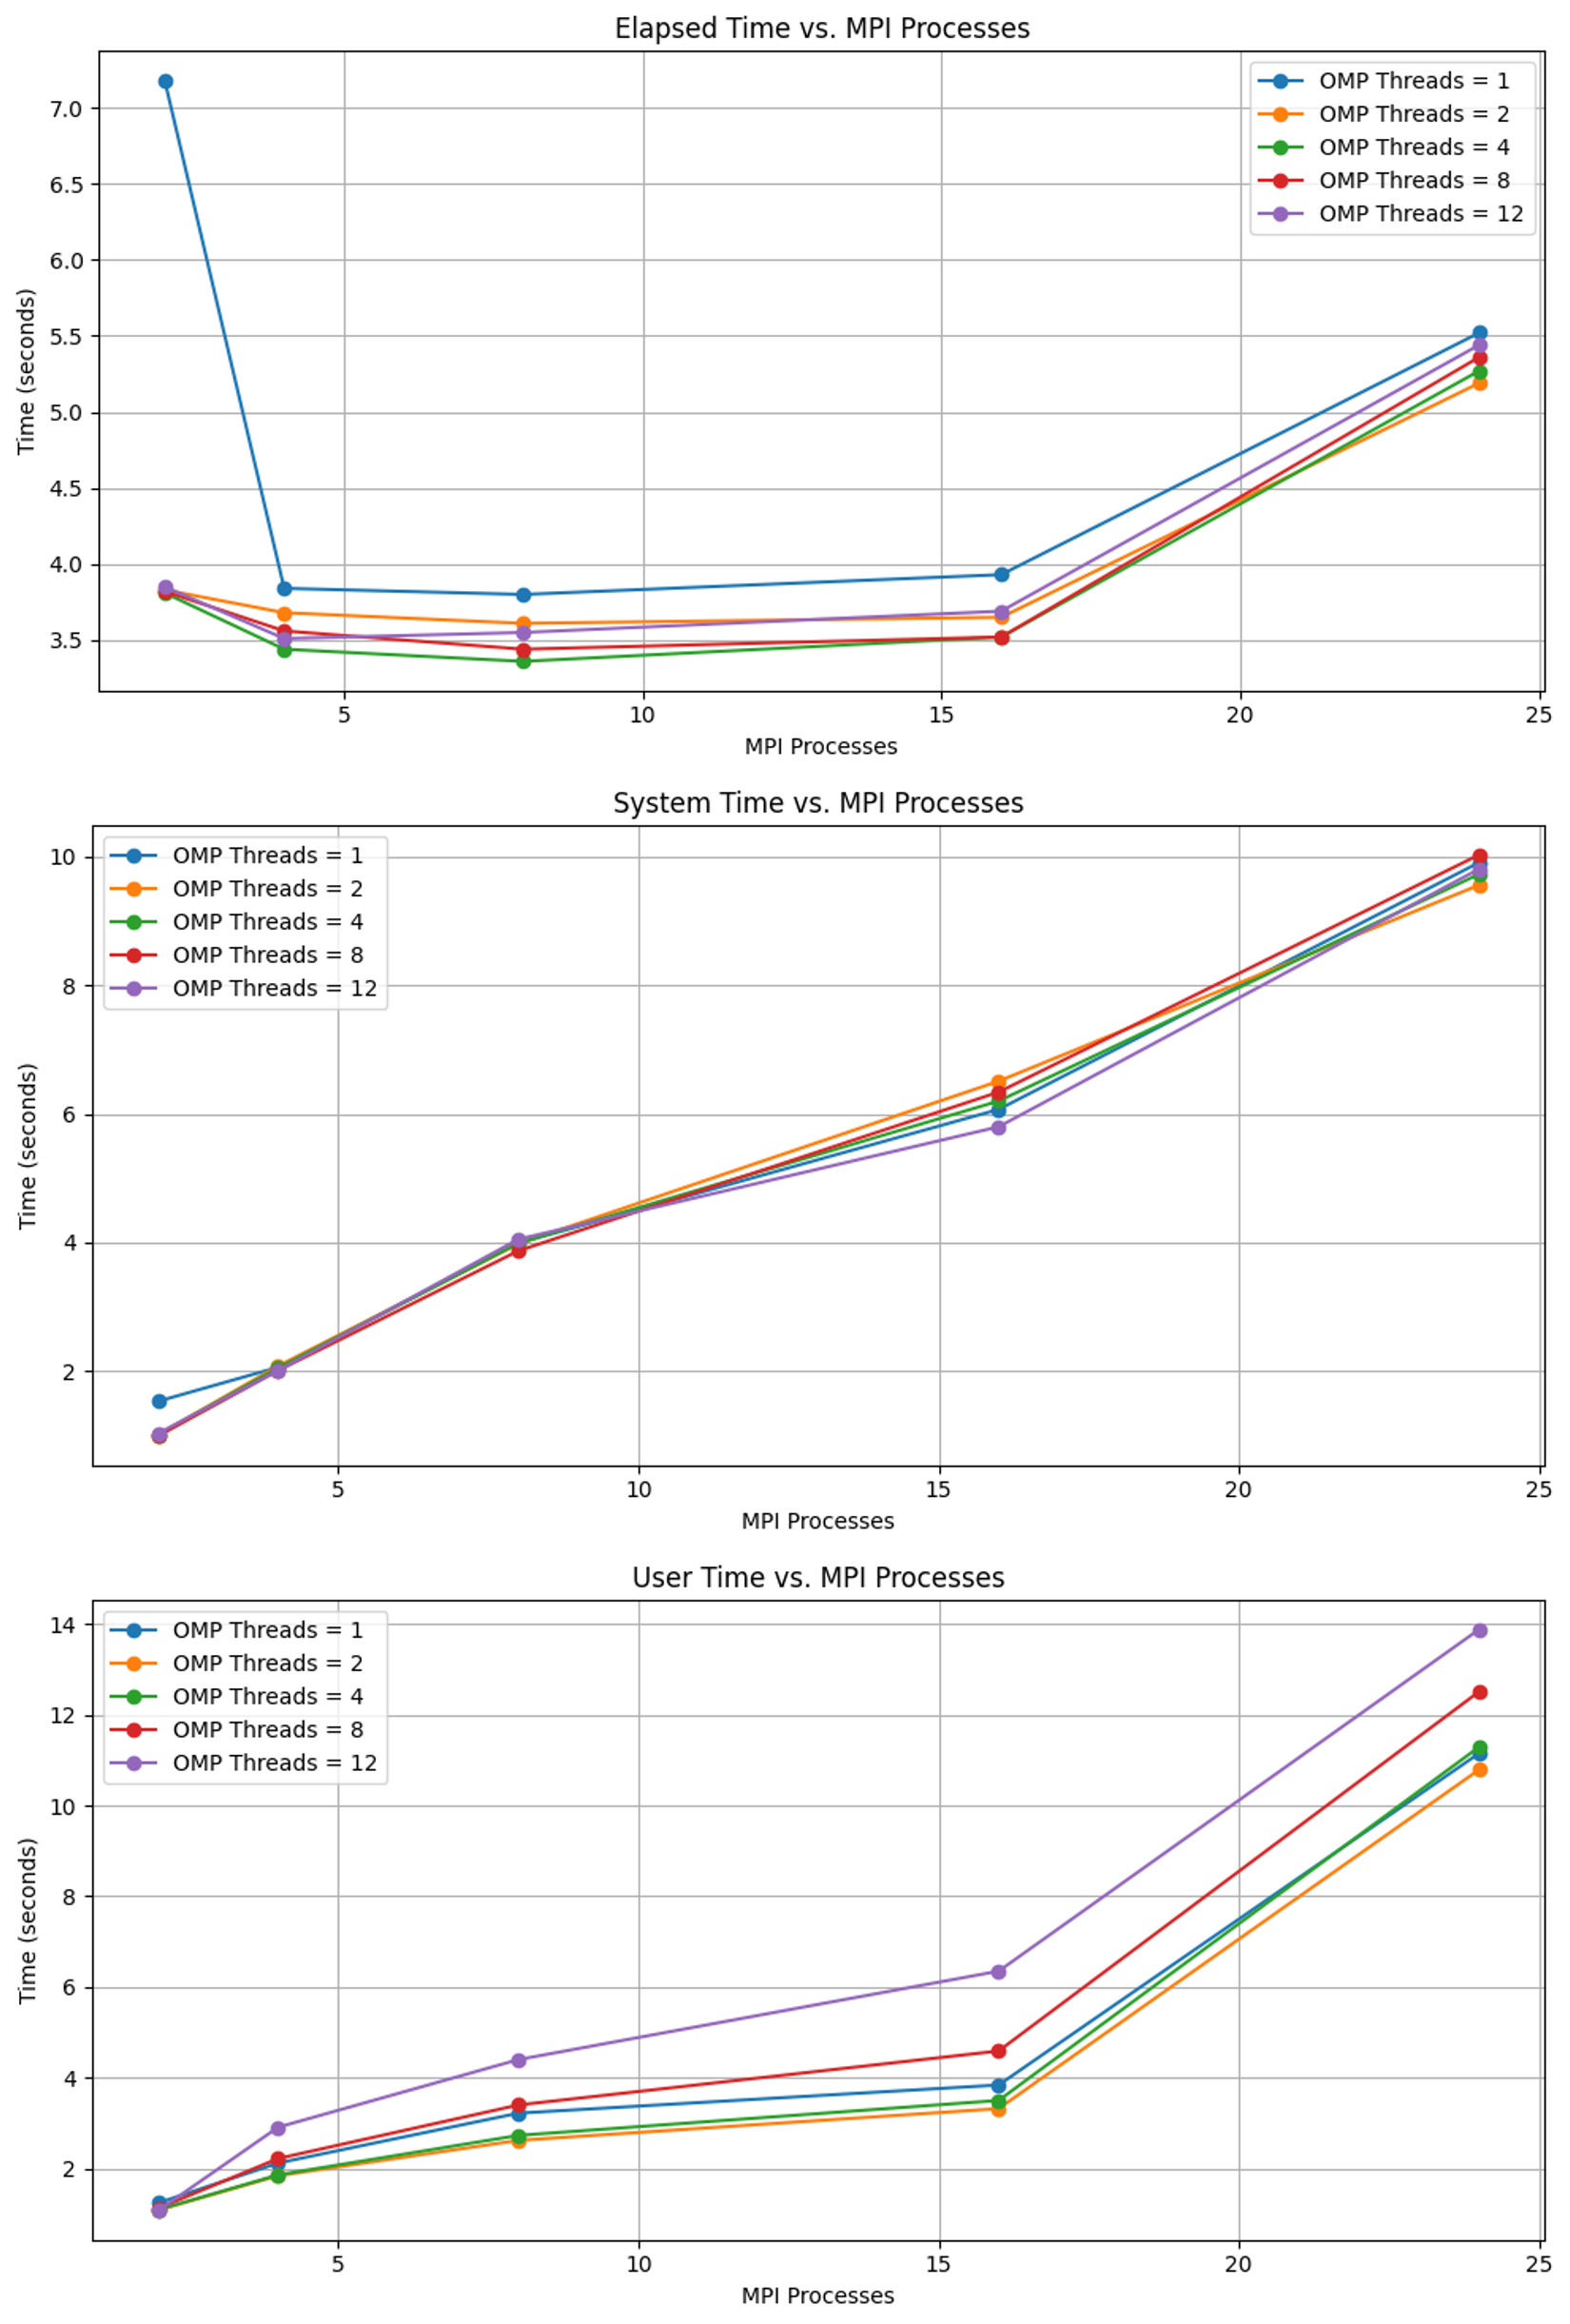 Elapsed Time vs. MPI Processes
OMP Threads = 1
OMP Threads = 2
OMP Threads = 4
OMP Threads = 8
OMP Threads = 12
Time (seconds)
7.0
6.5
6.0
5.5
5.0
4.5
4.0
3.5
5 10 15 20 25
MPI Processes
System Time vs. MPI Processes
OMP Threads = 1
OMP Threads = 2
OMP Threads = 4
OMP Threads = 8
OMP Threads = 12
Time (seconds)
10
8
6
4
2
5 10 15 20 25
MPI Processes
User Time vs. MPI Processes
OMP Threads = 1
OMP Threads = 2
OMP Threads = 4
OMP Threads = 8
OMP Threads = 12
Time (seconds)
14
12
10
8
6
4
2
5 10 15 20 25
MPI Processes